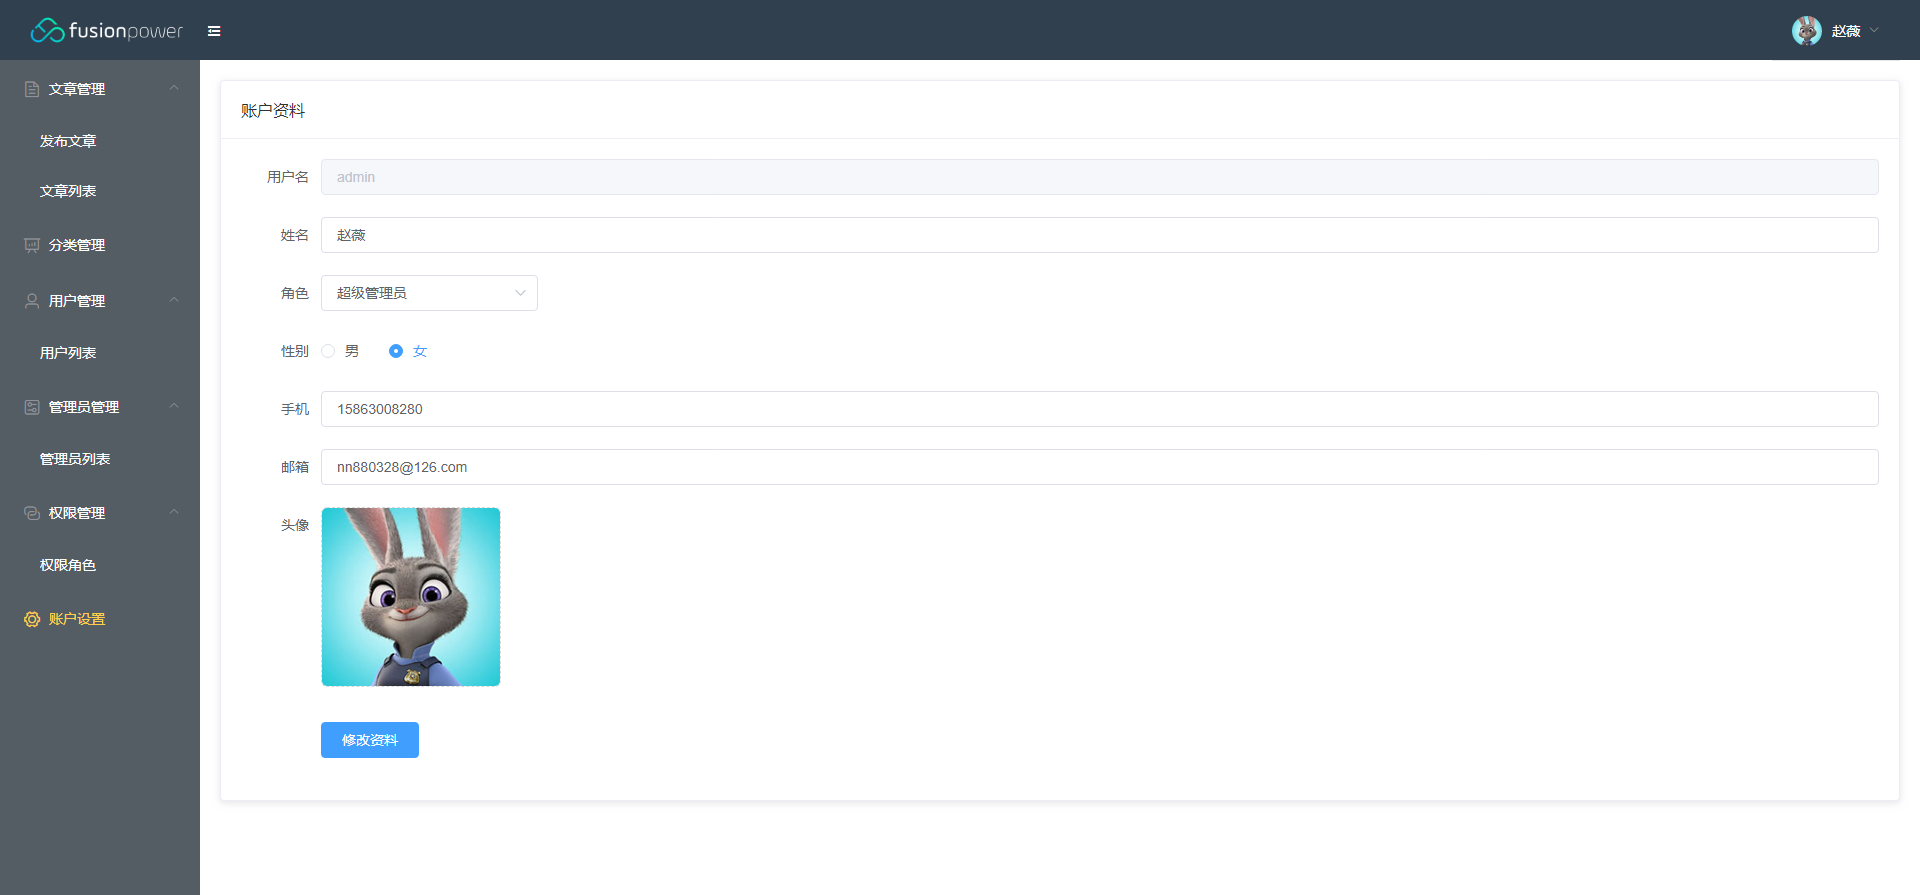 fusionpower
赵薇
文章管理
发布文章
文章列表
分类管理
用户管理
用户列表
管理员管理
管理员列表
权限管理
权限角色
账户设置
账户资料
用户名 admin
姓名 赵薇
角色 超级管理员
性别 男 女
手机 15863008280
邮箱 nn880328@126.com
头像
修改资料